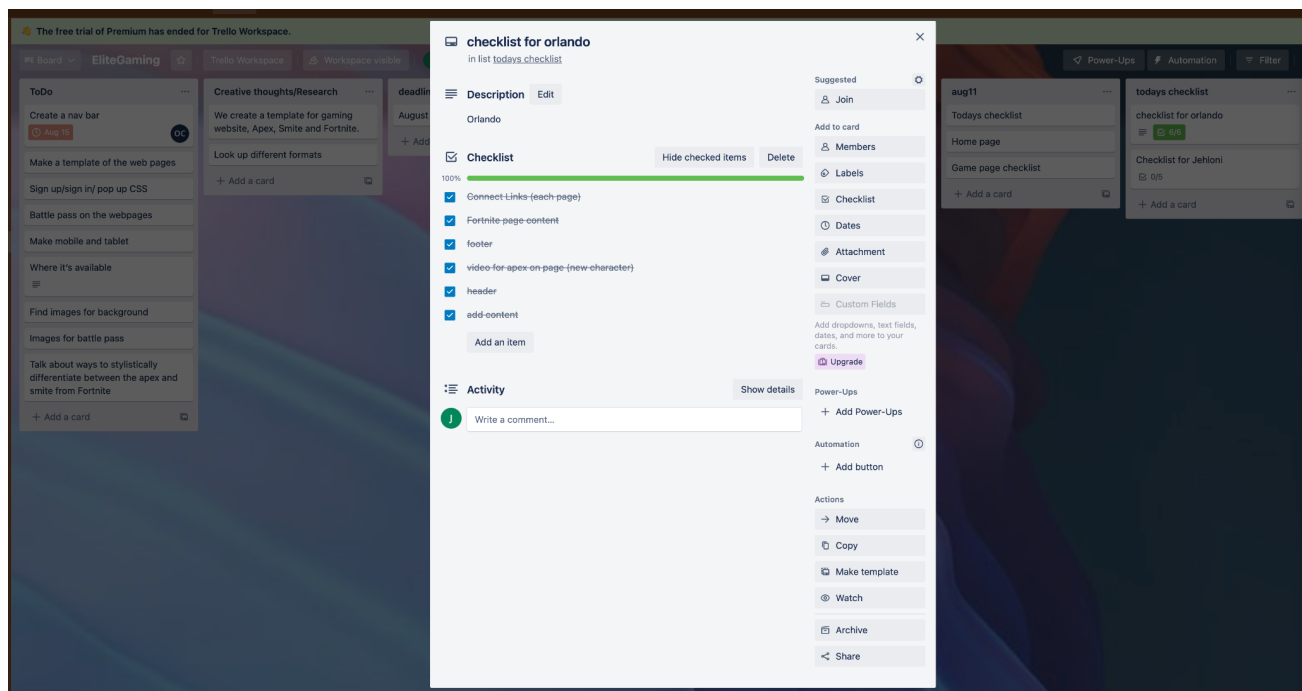 The free trial of Premium has ended for Trello Workspace.
Board
EliteGaming
Trello Workspace
Workspace visible
Power-Ups
Automation
Filter
ToDo
Create a nav bar
Aug 15
OC
Make a template of the web pages
Sign up/sign in/ pop up CSS
Battle pass on the webpages
Make mobile and tablet
Where it's available
Find images for background
Images for battle pass
Talk about ways to stylistically
differentiate between the apex and
smite from Fortnite
+ Add a card
Creative thoughts/Research
We create a template for gaming
website, Apex, Smite and Fortnite.
Look up different formats
+ Add a card
deadlin
August
+ Add
checklist for orlando
in list todays checklist
Description
Edit
Orlando
Checklist
Hide checked items
Delete
100%
Connect Links (each page)
Fortnite page content
footer
video for apex on page (new character)
header
add content
Add an item
Activity
Show details
J
Write a comment...
Suggested
Join
Add to card
Members
Labels
Checklist
Dates
Attachment
Cover
Custom Fields
Add dropdowns, text fields,
dates, and more to your
cards.
Upgrade
Power-Ups
+ Add Power-Ups
Automation
+ Add button
Actions
Move
Copy
Make template
Watch
Archive
Share
aug11
Todays checklist
Home page
Game page checklist
+ Add a card
todays checklist
checklist for orlando
6/6
Checklist for Jehloni
0/5
+ Add a card